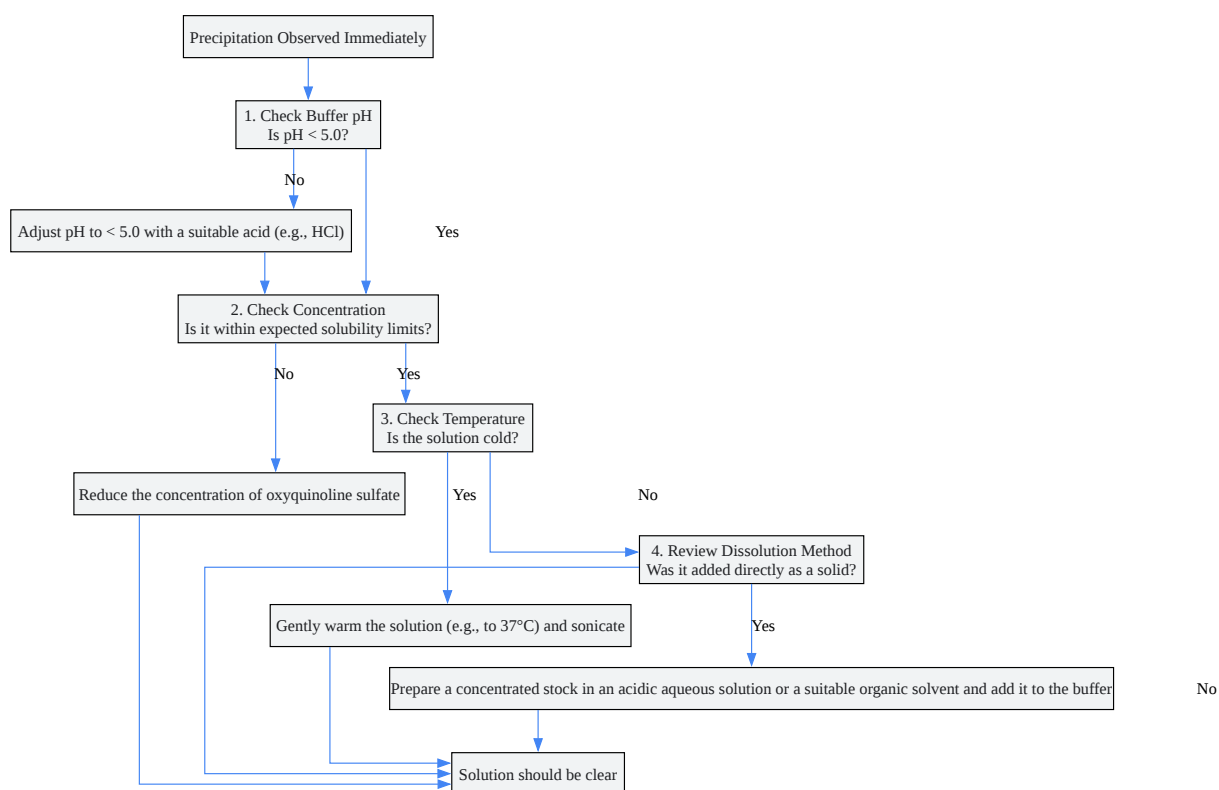 Precipitation Observed Immediately
1. Check Buffer pH
Is pH < 5.0?
No
Adjust pH to < 5.0 with a suitable acid (e.g., HCl)
Yes
2. Check Concentration
Is it within expected solubility limits?
No
Yes
3. Check Temperature
Is the solution cold?
Reduce the concentration of oxyquinoline sulfate
Yes
No
4. Review Dissolution Method
Was it added directly as a solid?
Gently warm the solution (e.g., to 37°C) and sonicate
Yes
Prepare a concentrated stock in an acidic aqueous solution or a suitable organic solvent and add it to the buffer
No
Solution should be clear